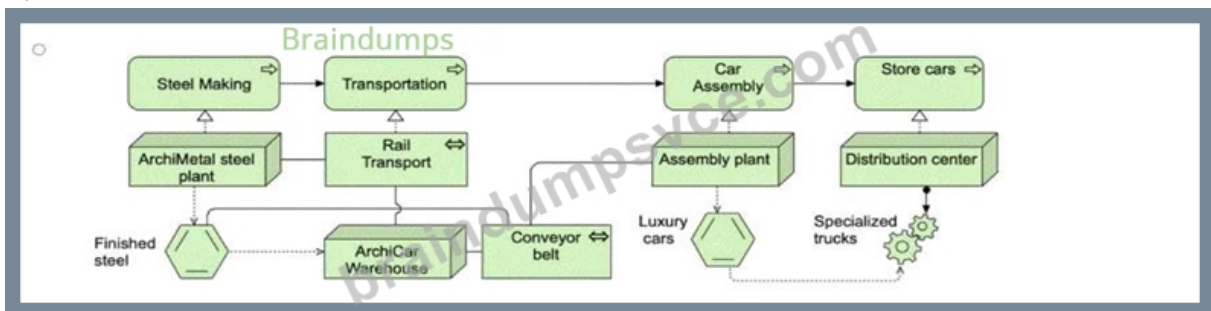 Braindumps
Steel Making
Transportation
Car
Assembly
Store cars
ArchiMetal steel
plant
Rail
Transport
Assembly plant
Distribution center
Finished
steel
ArchiCar
Warehouse
Conveyor
belt
Luxury
cars
Specialized
trucks
braindumpsvce.com